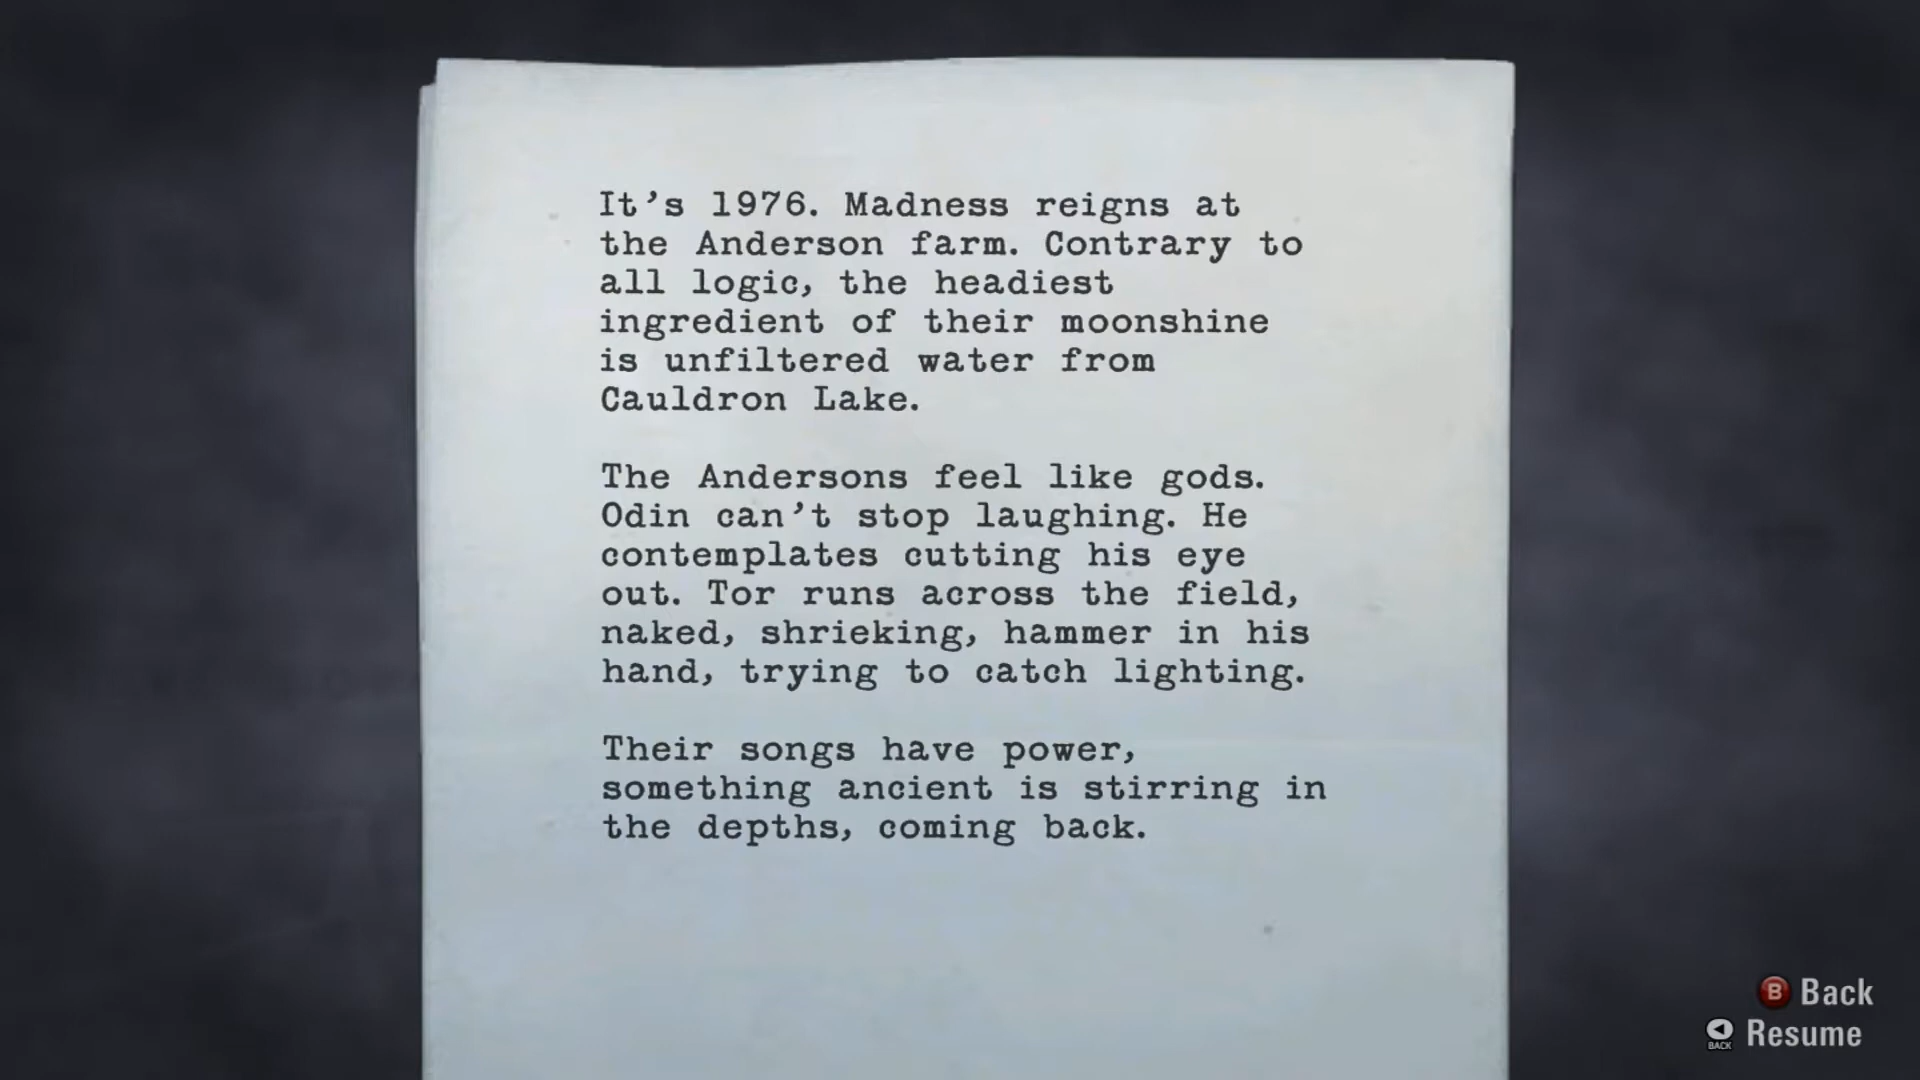 It’s 1976. Madness reigns at
the Anderson farm. Contrary to
all logic, the headiest
ingredient of their moonshine
is unfiltered water from
Cauldron Lake.
The Andersons feel like gods.
Odin can’t stop laughing. He
contemplates cutting his eye
out. Tor runs across the field,
naked, shrieking, hammer in his
hand, trying to catch lighting.
Their songs have power,
something ancient is stirring in
the depths, coming back.
B Back
BACK Resume